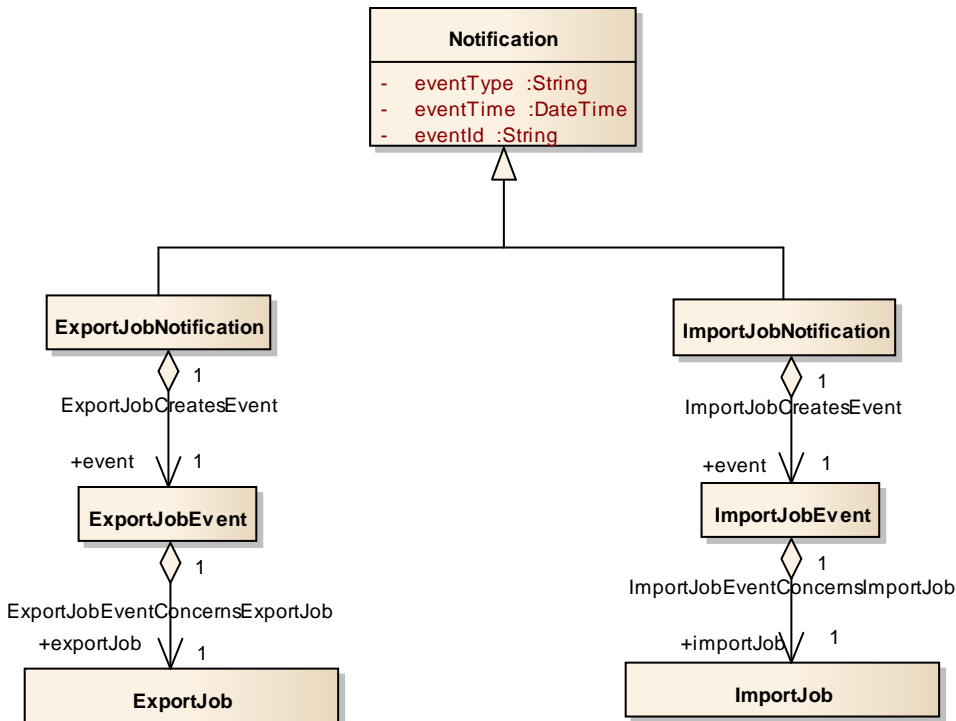 Notification
- eventType :String
- eventTime :DateTime
- eventId :String
ExportJobNotification
ImportJobNotification
1
ExportJobCreatesEvent
1
ImportJobCreatesEvent
+event 1
+event 1
ExportJobEvent
ImportJobEvent
1
ExportJobEventConcernsExportJob
1
ImportJobEventConcernsImportJob
+exportJob 1
+importJob 1
ExportJob
ImportJob